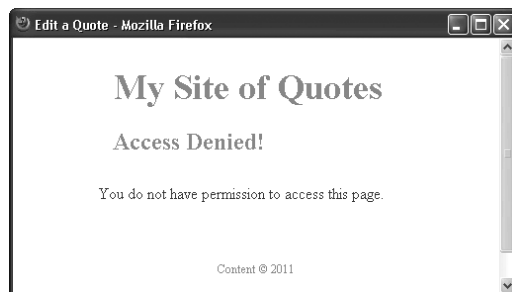 Edit a Quote - Mozilla Firefox
My Site of Quotes
Access Denied!
You do not have permission to access this page.
Content © 2011